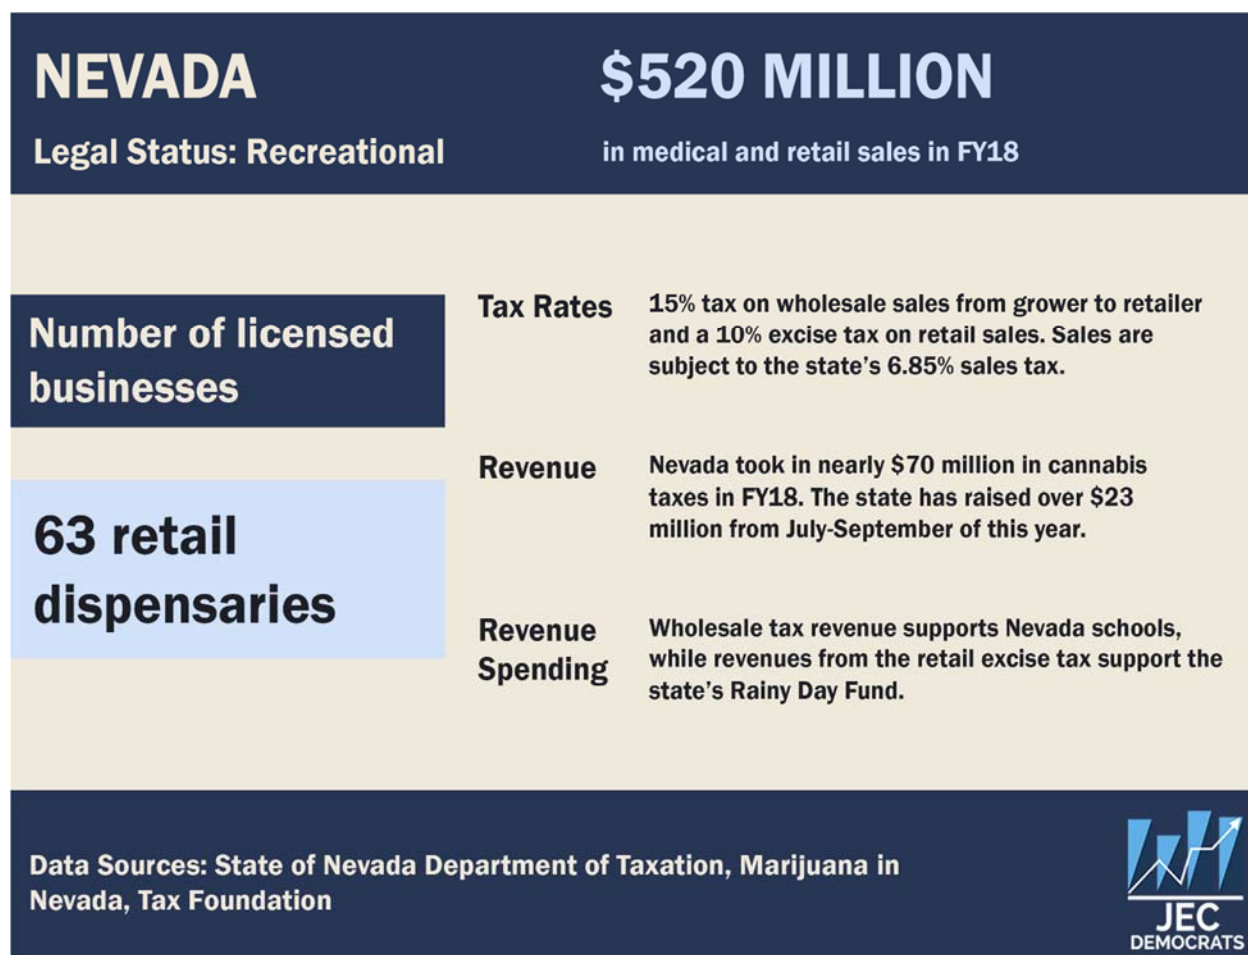 NEVADA
Legal Status: Recreational
$520 MILLION
in medical and retail sales in FY18
Number of licensed
businesses
63 retail
dispensaries
Tax Rates
15% tax on wholesale sales from grower to retailer
and a 10% excise tax on retail sales. Sales are
subject to the state's 6.85% sales tax.
Revenue
Nevada took in nearly $70 million in cannabis
taxes in FY18. The state has raised over $23
million from July-September of this year.
Revenue
Spending
Wholesale tax revenue supports Nevada schools,
while revenues from the retail excise tax support the
state's Rainy Day Fund.
Data Sources: State of Nevada Department of Taxation, Marijuana in
Nevada, Tax Foundation
JEC
DEMOCRATS